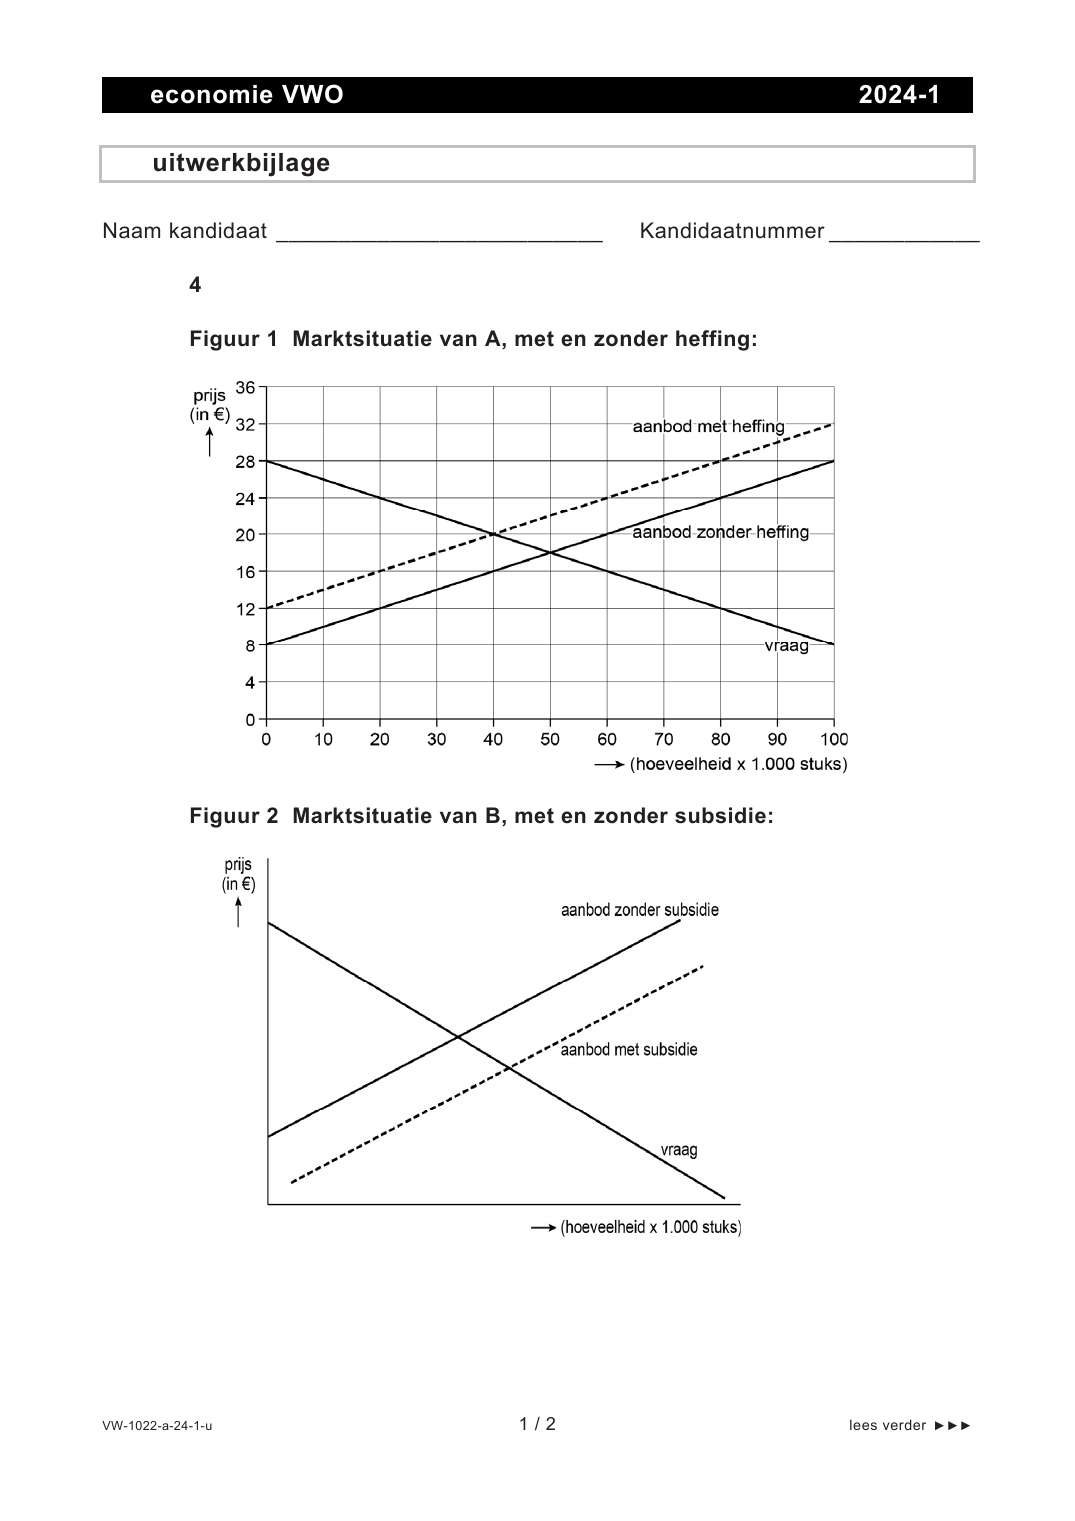 economie VWO 2024-1
uitwerkbijlage
Naam kandidaat __________________________ Kandidaatnummer ____________
4
Figuur 1 Marktsituatie van A, met en zonder heffing:
prijs
(in €)
36
32
28
24
20
16
12
8
4
0
aanbod met heffing
aanbod zonder heffing
vraag
0 10 20 30 40 50 60 70 80 90 100
(hoeveelheid x 1.000 stuks)
Figuur 2 Marktsituatie van B, met en zonder subsidie:
prijs
(in €)
aanbod zonder subsidie
aanbod met subsidie
vraag
(hoeveelheid x 1.000 stuks)
VW-1022-a-24-1-u 1 / 2 lees verder ►►►